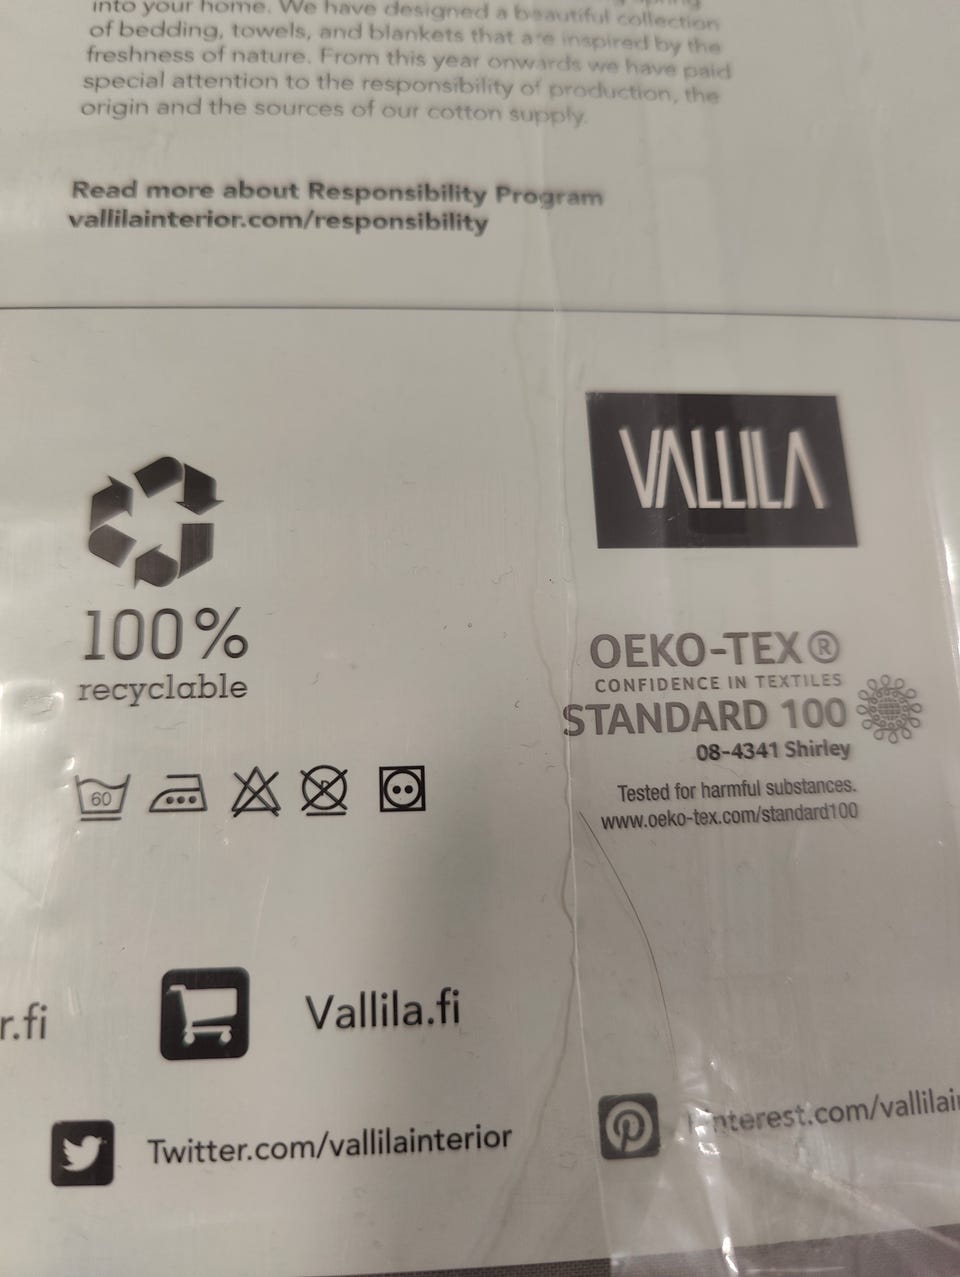 into your home. We have designed a beautiful collection
of bedding, towels, and blankets that are inspired by the
freshness of nature. From this year onwards we have paid
special attention to the responsibility of production, the
origin and the sources of our cotton supply.
Read more about Responsibility Program
vallilainterior.com/responsibility
VALLILA
100%
recyclable
OEKO-TEX®
CONFIDENCE IN TEXTILES
STANDARD 100
08-4341 Shirley
Tested for harmful substances.
www.oeko-tex.com/standard100
60
P
r.fi
Vallila.fi
Twitter.com/vallilainterior
nterest.com/vallilai